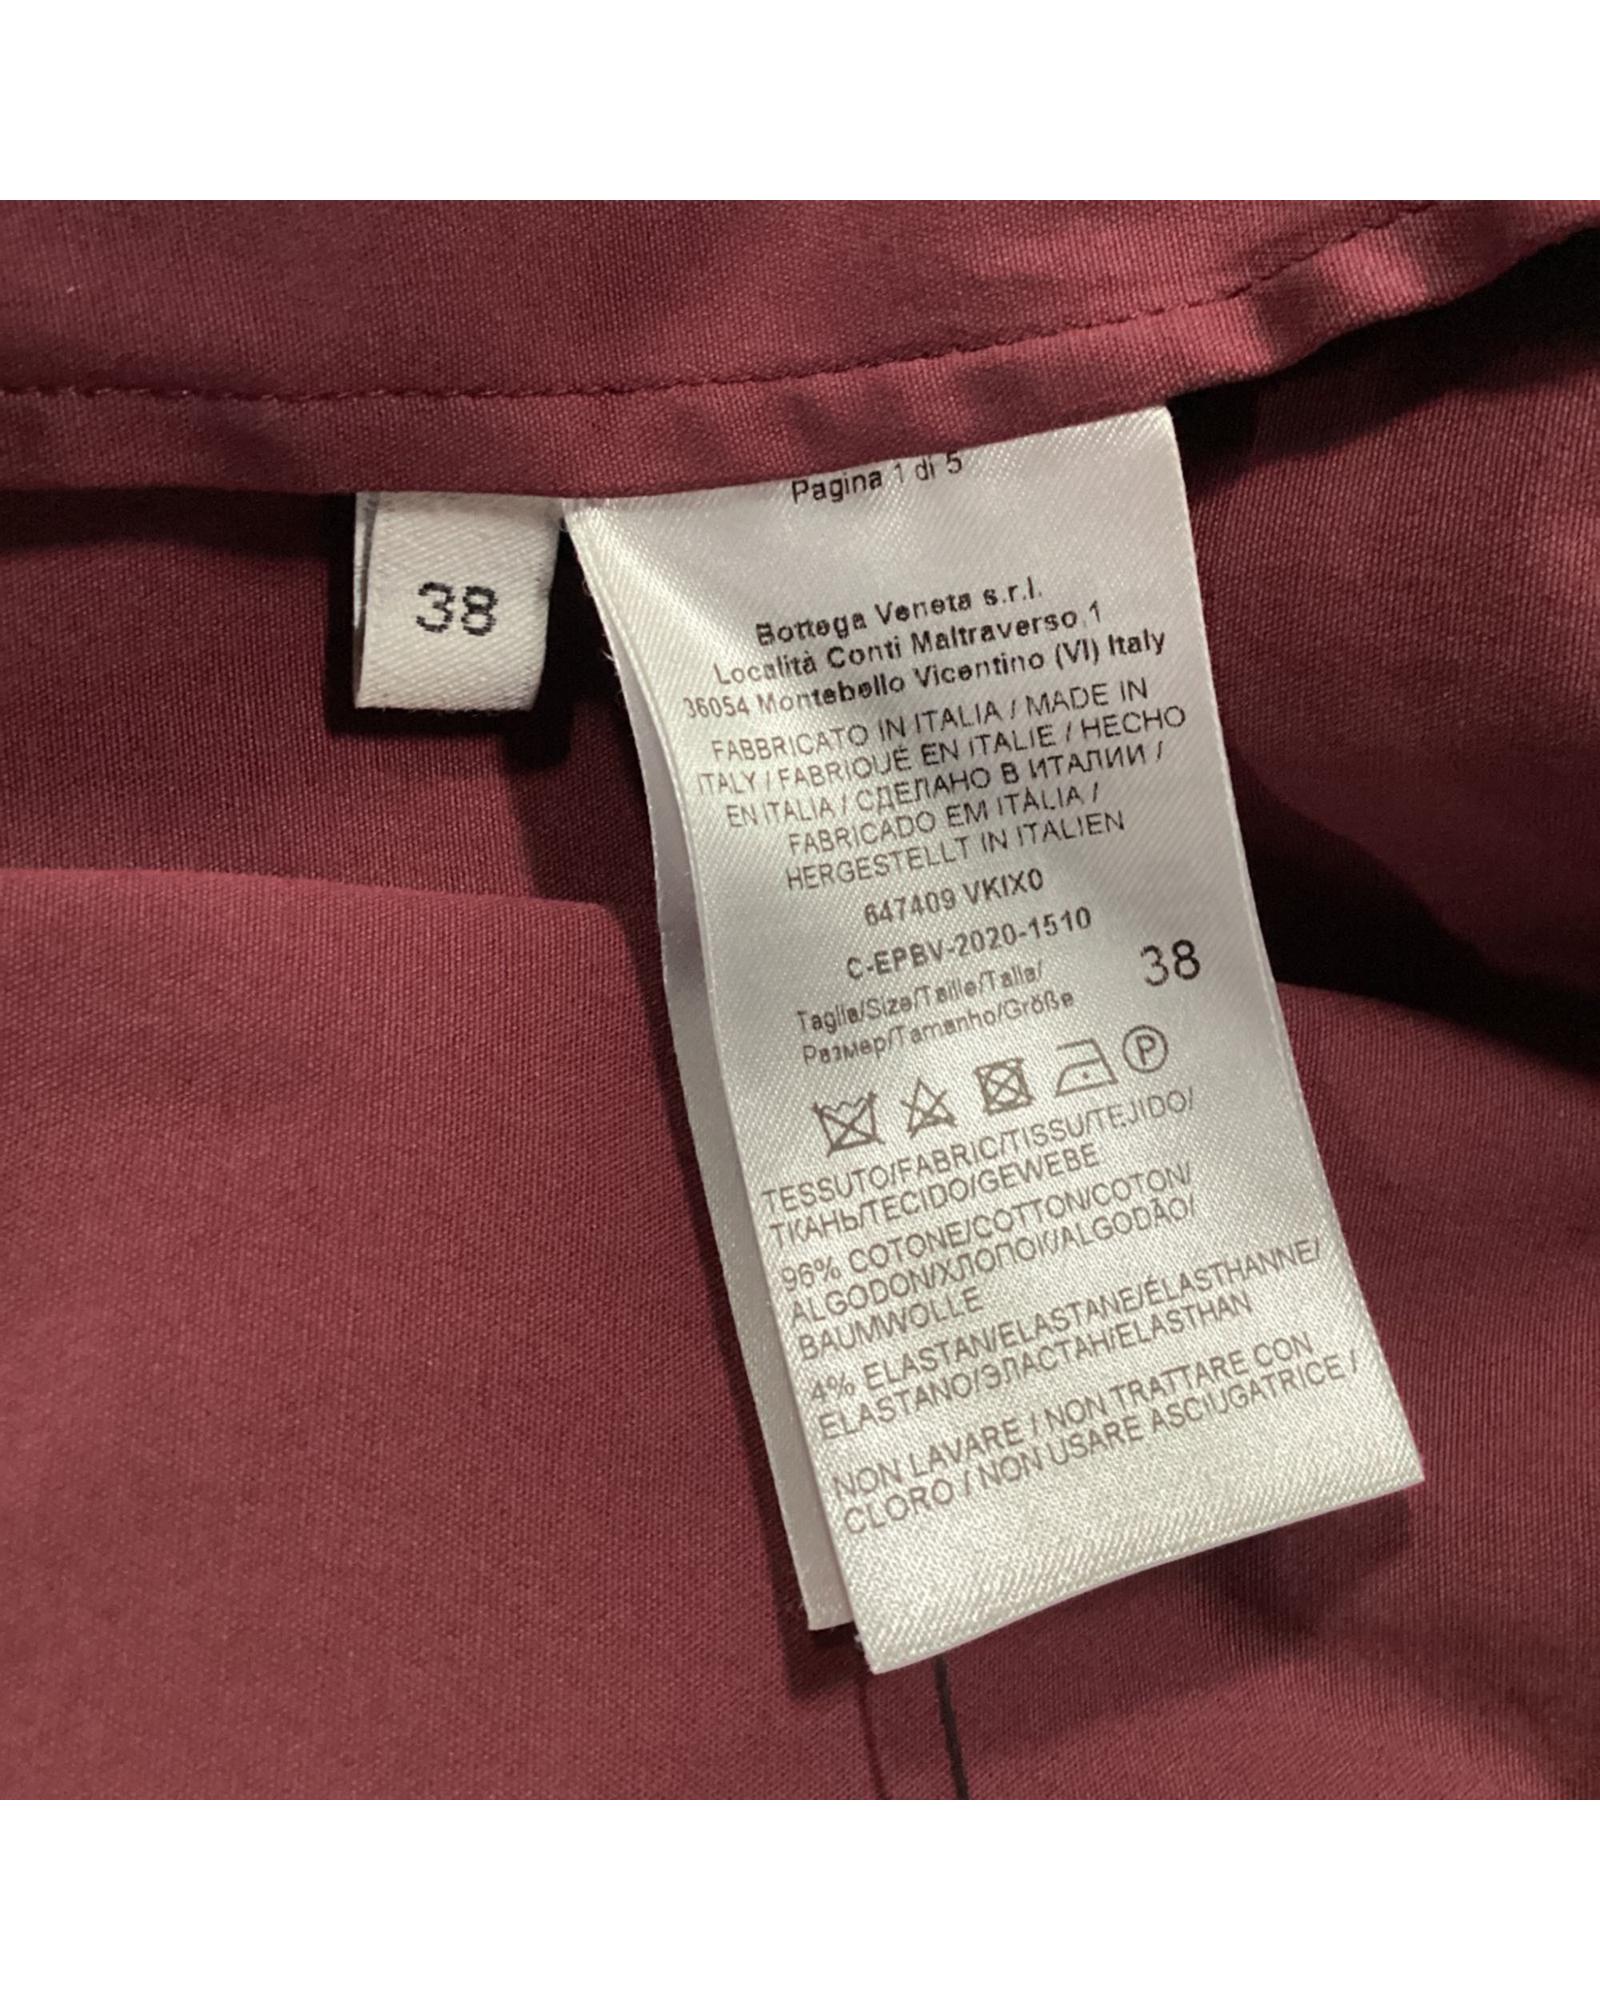 38
Pagina 1 di 5
Bottega Veneta s.r.l.
Località Conti Maltraverso 1
36054 Montebello Vicentino (VI) Italy
FABBRICATO IN ITALIA / MADE IN
ITALY / FABRIQUÉ EN ITALIE / HECHO
EN ITALIA / СДЕЛАНО В ИТАЛИИ /
FABRICADO EM ITÁLIA /
HERGESTELLT IN ITALIEN
647409 VKIX0
C-EPBV-2020-1510
Taglia/Size/Taille/Talla/ 38
Размер/Tamanho/Größe
P
TESSUTO/FABRIC/TISSU/TEJIDO/
ТКАНЬ/TECIDO/GEWEBE
96% COTONE/COTTON/COTON/
ALGODON/ХЛОПОК/ALGODÃO/
BAUMWOLLE
4% ELASTAN/ELASTANE/ÉLASTHANNE/
ELASTANO/ЭЛАСТАН/ELASTHAN
NON LAVARE / NON TRATTARE CON
CLORO / NON USARE ASCIUGATRICE /